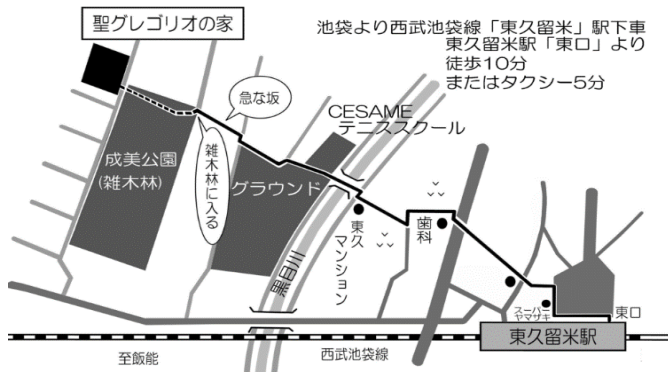 聖グレゴリオの家
池袋より西武池袋線「東久留米」駅下車
東久留米駅「東口」より
徒歩10分
またはタクシー5分
急な坂
CESAME
テニススクール
成美公園
(雑木林)
雑木林に入る
グラウンド
東久
マンション
歯科
黒目川
スーパー
ヤマザキ
東口
東久留米駅
至飯能
西武池袋線